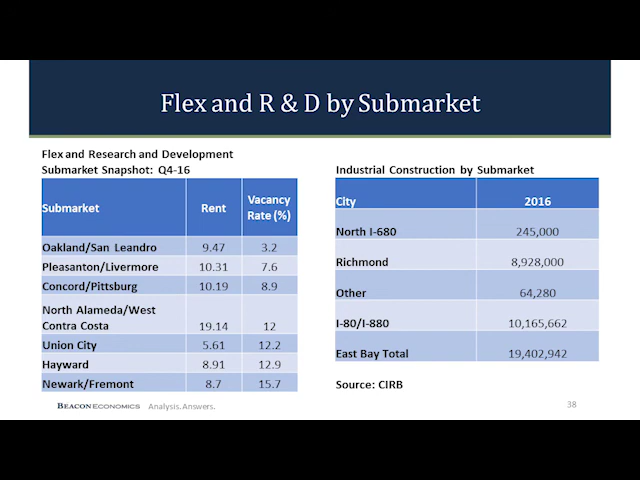 Flex and R & D by Submarket
Flex and Research and Development
Submarket Snapshot: Q4-16
Submarket Rent Vacancy Rate (%)
Oakland/San Leandro 9.47 3.2
Pleasanton/Livermore 10.31 7.6
Concord/Pittsburg 10.19 8.9
North Alameda/West
Contra Costa 19.14 12
Union City 5.61 12.2
Hayward 8.91 12.9
Newark/Fremont 8.7 15.7
Industrial Construction by Submarket
City 2016
North I-680 245,000
Richmond 8,928,000
Other 64,280
I-80/I-880 10,165,662
East Bay Total 19,402,942
Source: CIRB
BEACON ECONOMICS Analysis. Answers.
38